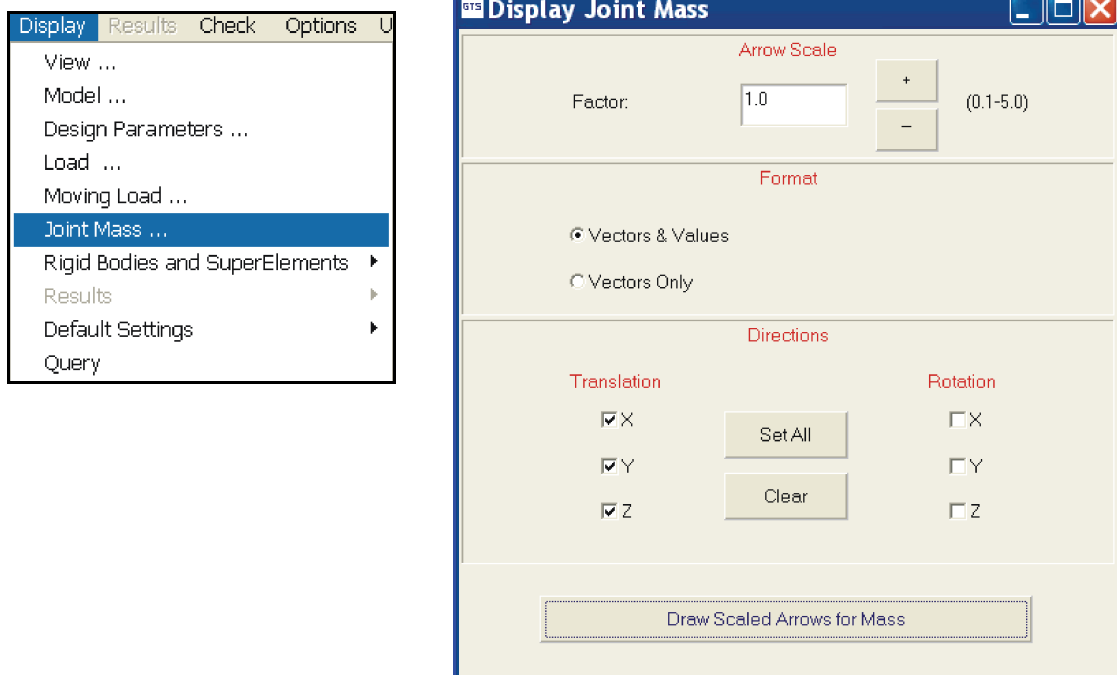 Display Results Check Options U
View ...
Model ...
Design Parameters ...
Load ...
Moving Load ...
Joint Mass ...
Rigid Bodies and SuperElements
Results
Default Settings
Query
GTS Display Joint Mass
Arrow Scale
Factor: 1.0 + (0.1-5.0)
–
Format
Vectors & Values
Vectors Only
Directions
Translation Rotation
X Set All X
Y Y
Clear
Z Z
Draw Scaled Arrows for Mass